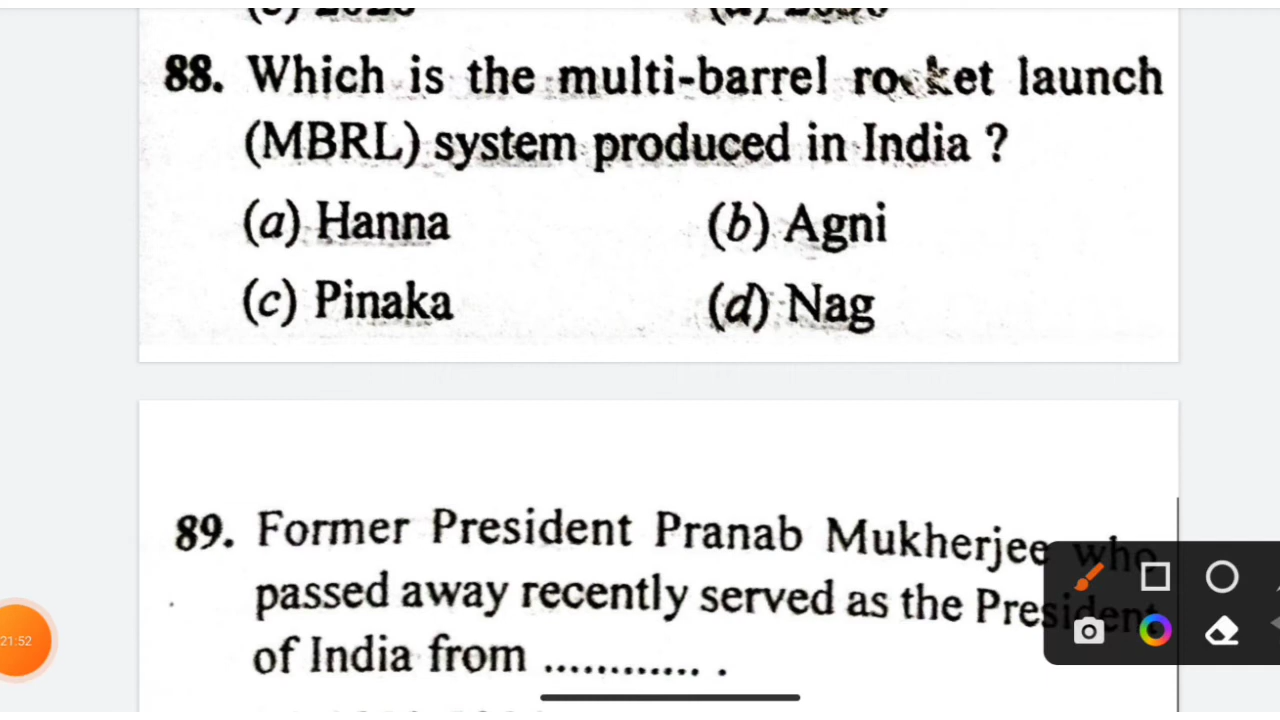 88. Which is the multi-barrel rocket launch
(MBRL) system produced in India ?
(a) Hanna (b) Agni
(c) Pinaka (d) Nag
89. Former President Pranab Mukherjee who
passed away recently served as the President
of India from ............. .
21:52